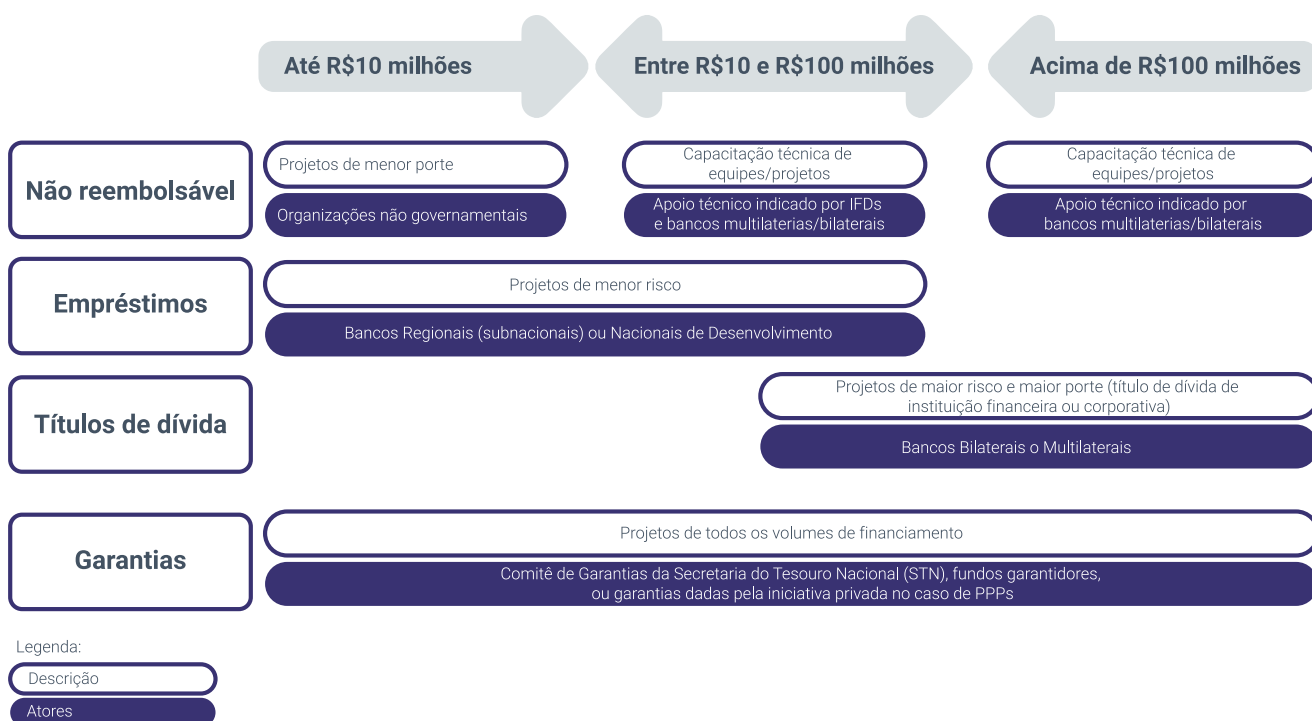 Até R$10 milhões
Entre R$10 e R$100 milhões
Acima de R$100 milhões
Não reembolsável
Projetos de menor porte
Organizações não governamentais
Capacitação técnica de
equipes/projetos
Apoio técnico indicado por IFDs
e bancos multilaterias/bilaterais
Capacitação técnica de
equipes/projetos
Apoio técnico indicado por
bancos multilaterias/bilaterais
Empréstimos
Projetos de menor risco
Bancos Regionais (subnacionais) ou Nacionais de Desenvolvimento
Títulos de dívida
Projetos de maior risco e maior porte (título de dívida de
instituição financeira ou corporativa)
Bancos Bilaterais o Multilaterais
Garantias
Projetos de todos os volumes de financiamento
Comitê de Garantias da Secretaria do Tesouro Nacional (STN), fundos garantidores,
ou garantias dadas pela iniciativa privada no caso de PPPs
Legenda:
Descrição
Atores